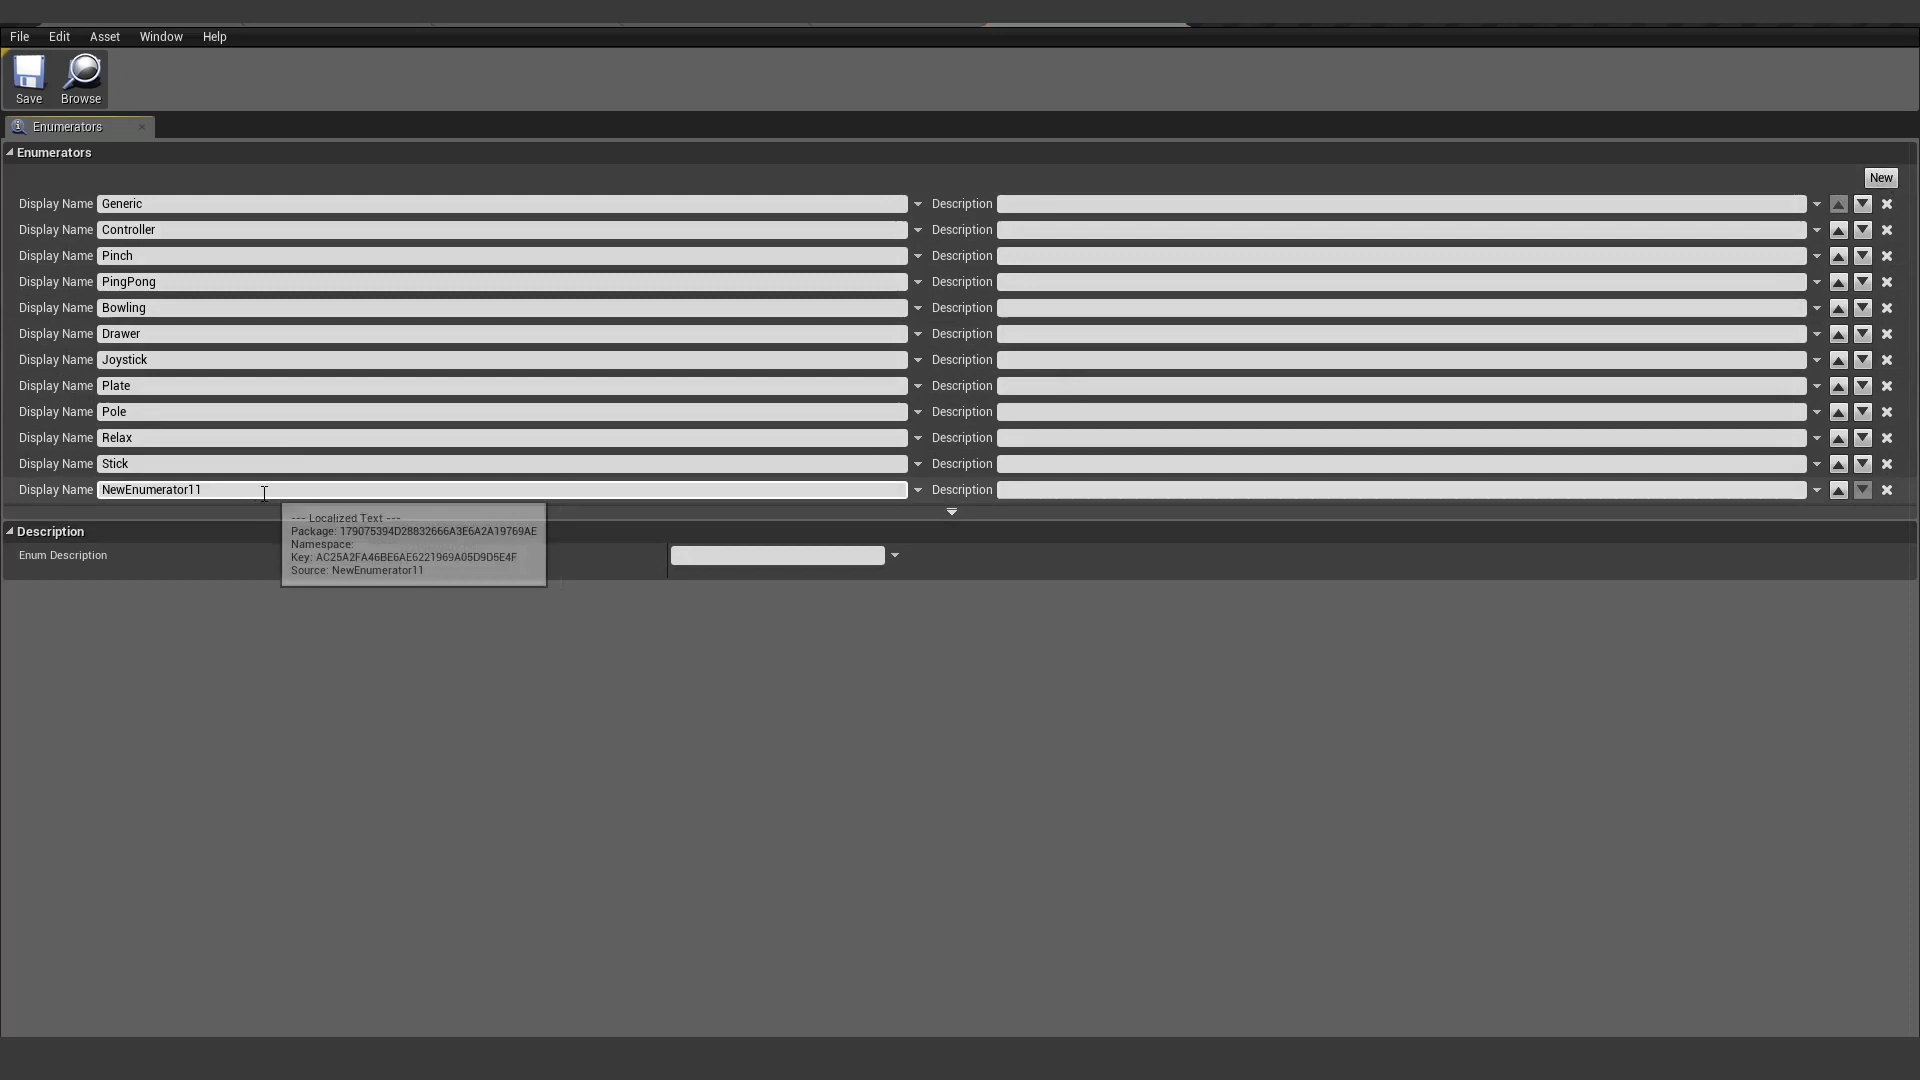 File Edit Asset Window Help
Save Browse
Enumerators
Enumerators
New
Display Name Generic Description
Display Name Controller Description
Display Name Pinch Description
Display Name PingPong Description
Display Name Bowling Description
Display Name Drawer Description
Display Name Joystick Description
Display Name Plate Description
Display Name Pole Description
Display Name Relax Description
Display Name Stick Description
Display Name NewEnumerator11 Description
--- Localized Text ---
Package: 179075394D28832666A3E6A2A19769AE
Namespace:
Key: AC25A2FA46BE6AE6221969A05D9D5E4F
Source: NewEnumerator11
Description
Enum Description